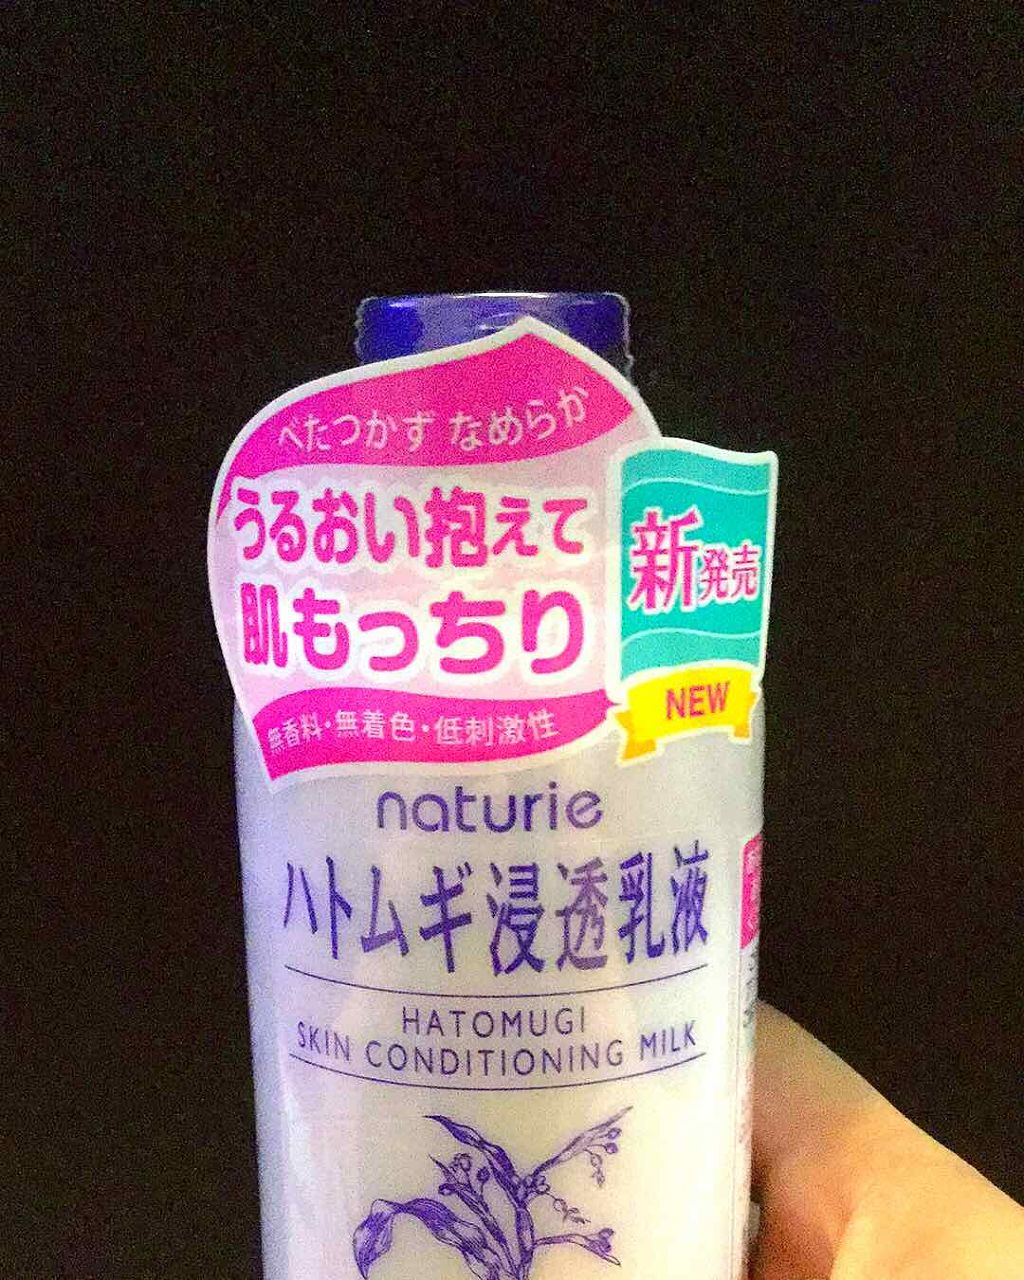 べたつかず なめらか
うるおい抱えて
肌もっちり
無香料・無着色・低刺激性
新発売
NEW
naturie
ハトムギ浸透乳液
HATOMUGI
SKIN CONDITIONING MILK